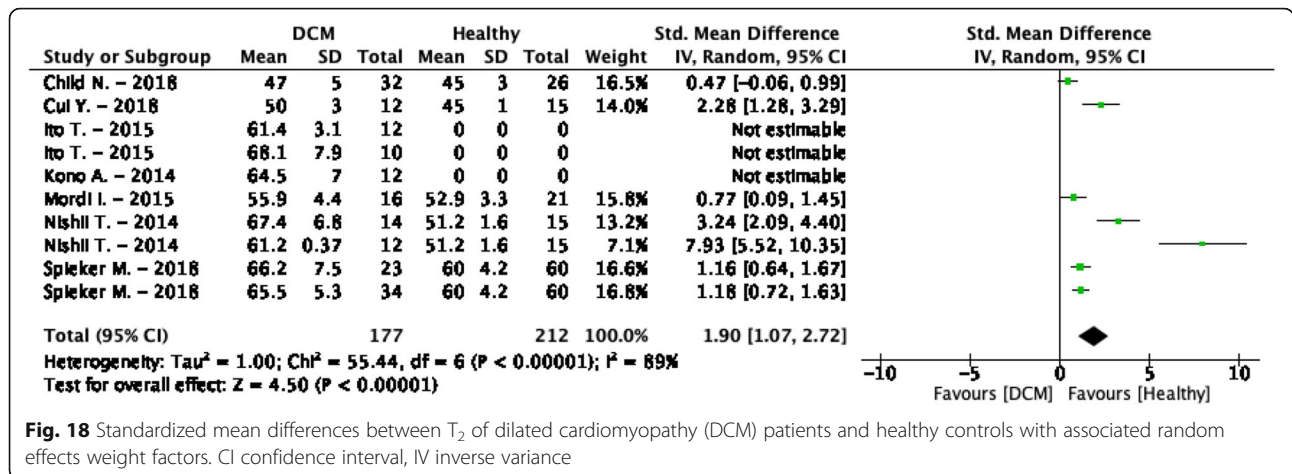 DCM Healthy Std. Mean Difference Std. Mean Difference
Study or Subgroup Mean SD Total Mean SD Total Weight IV, Random, 95% CI IV, Random, 95% CI
Child N. – 2018 47 5 32 45 3 26 16.5% 0.47 [−0.06, 0.99]
Cui Y. – 2018 50 3 12 45 1 15 14.0% 2.28 [1.28, 3.29]
Ito T. – 2015 61.4 3.1 12 0 0 0 Not estimable
Ito T. – 2015 68.1 7.9 10 0 0 0 Not estimable
Kono A. – 2014 64.5 7 12 0 0 0 Not estimable
Mordi I. – 2015 55.9 4.4 16 52.9 3.3 21 15.8% 0.77 [0.09, 1.45]
Nishii T. – 2014 67.4 6.8 14 51.2 1.6 15 13.2% 3.24 [2.09, 4.40]
Nishii T. – 2014 61.2 0.37 12 51.2 1.6 15 7.1% 7.93 [5.52, 10.35]
Spieker M. – 2018 66.2 7.5 23 60 4.2 60 16.6% 1.16 [0.64, 1.67]
Spieker M. – 2018 65.5 5.3 34 60 4.2 60 16.8% 1.18 [0.72, 1.63]
Total (95% CI) 177 212 100.0% 1.90 [1.07, 2.72]
Heterogeneity: Tau² = 1.00; Chi² = 55.44, df = 6 (P < 0.00001); I² = 89%
Test for overall effect: Z = 4.50 (P < 0.00001)
−10 −5 0 5 10
Favours [DCM] Favours [Healthy]
Fig. 18 Standardized mean differences between T₂ of dilated cardiomyopathy (DCM) patients and healthy controls with associated random
effects weight factors. CI confidence interval, IV inverse variance